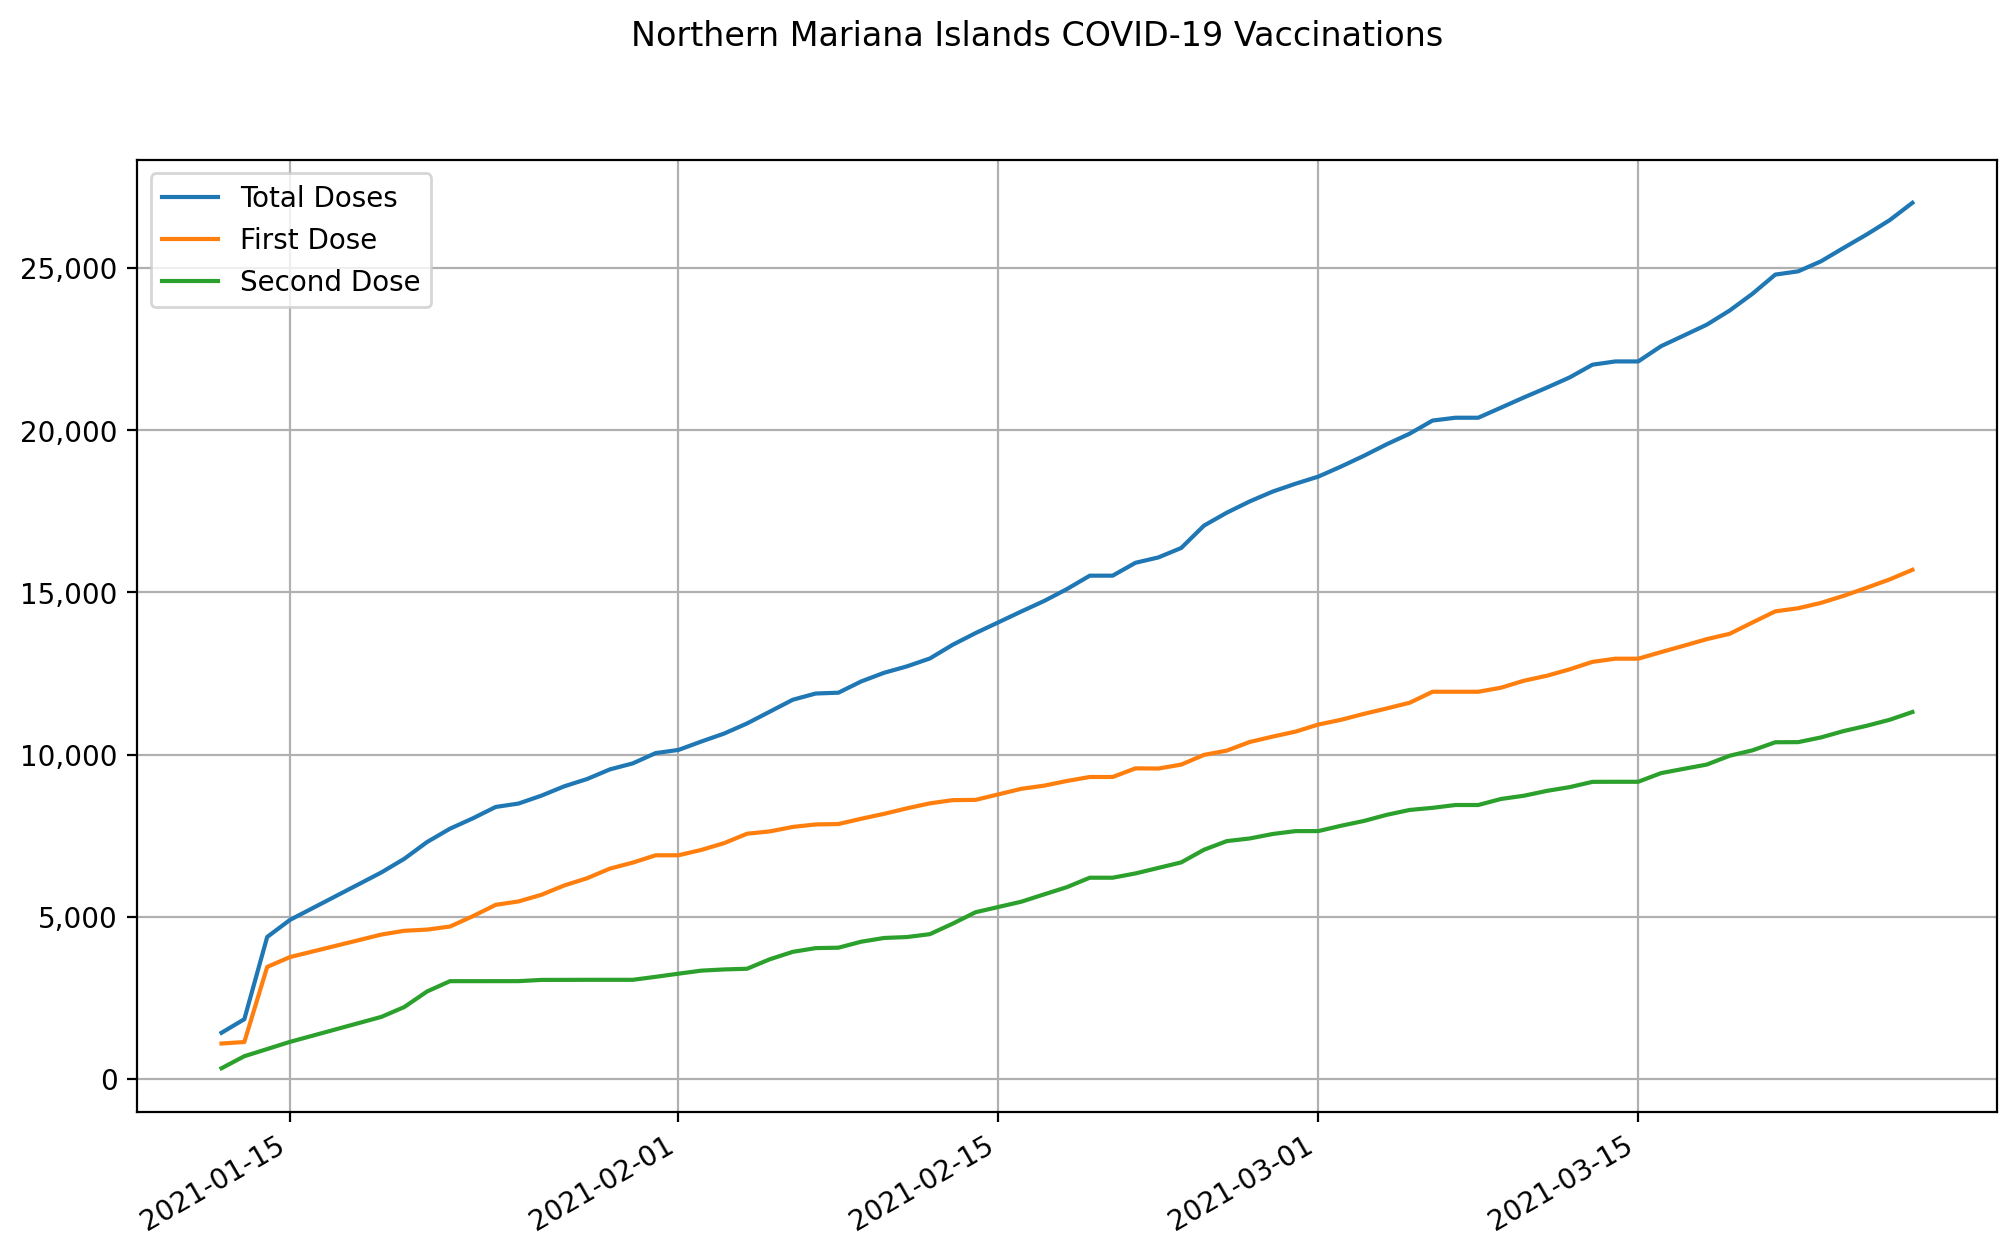 Northern Mariana Islands COVID-19 Vaccinations
Total Doses
First Dose
Second Dose
25,000
20,000
15,000
10,000
5,000
0
2021-01-15
2021-02-01
2021-02-15
2021-03-01
2021-03-15